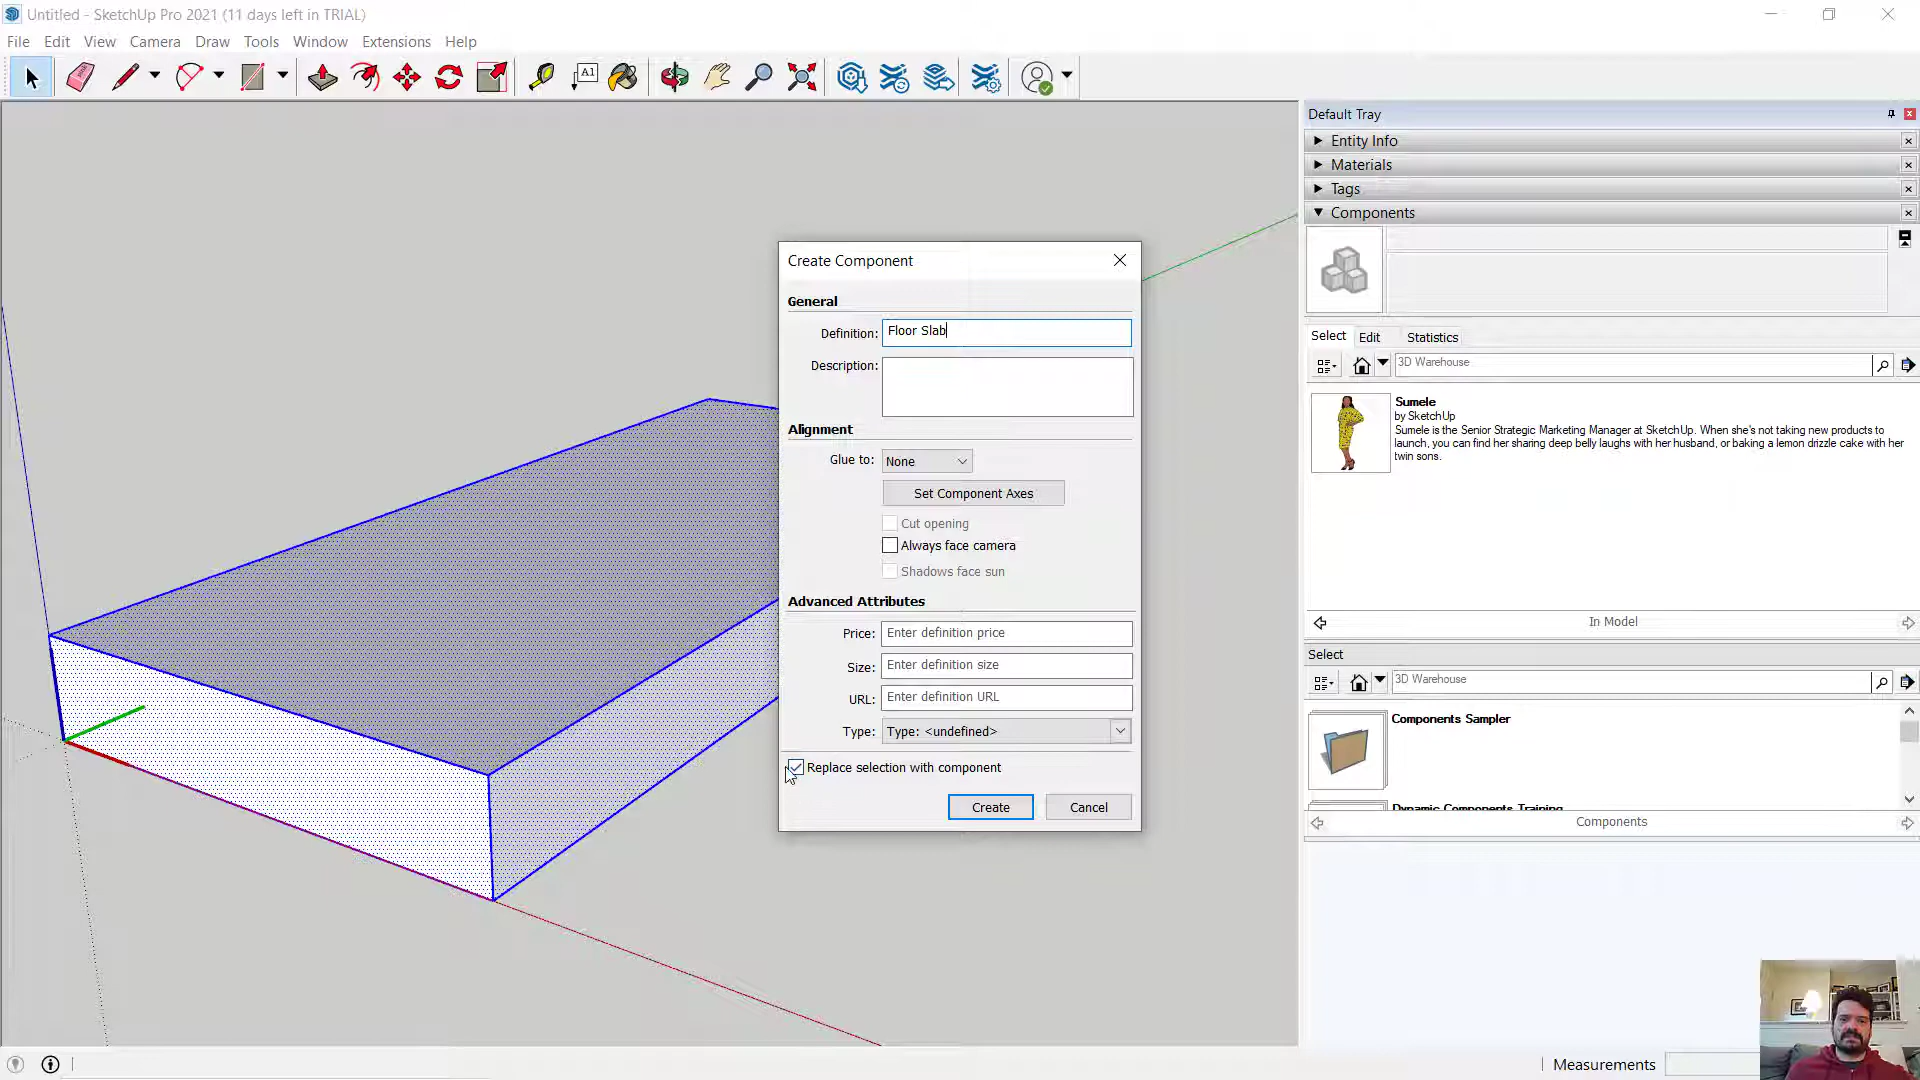 Untitled - SketchUp Pro 2021 (11 days left in TRIAL)
File Edit View Camera Draw Tools Window Extensions Help
A1
Default Tray
Entity Info
Materials
Tags
Components
Select Edit Statistics
3D Warehouse
Sumele
by SketchUp
Sumele is the Senior Strategic Marketing Manager at SketchUp. When she's not taking new products to
launch, you can find her sharing deep belly laughs with her husband, or baking a lemon drizzle cake with her
twin sons.
In Model
Select
3D Warehouse
Components Sampler
Dynamic Components Training
Components
Create Component
General
Definition: Floor Slab
Description:
Alignment
Glue to: None
Set Component Axes
Cut opening
Always face camera
Shadows face sun
Advanced Attributes
Price: Enter definition price
Size: Enter definition size
URL: Enter definition URL
Type: Type: <undefined>
Replace selection with component
Create Cancel
Measurements